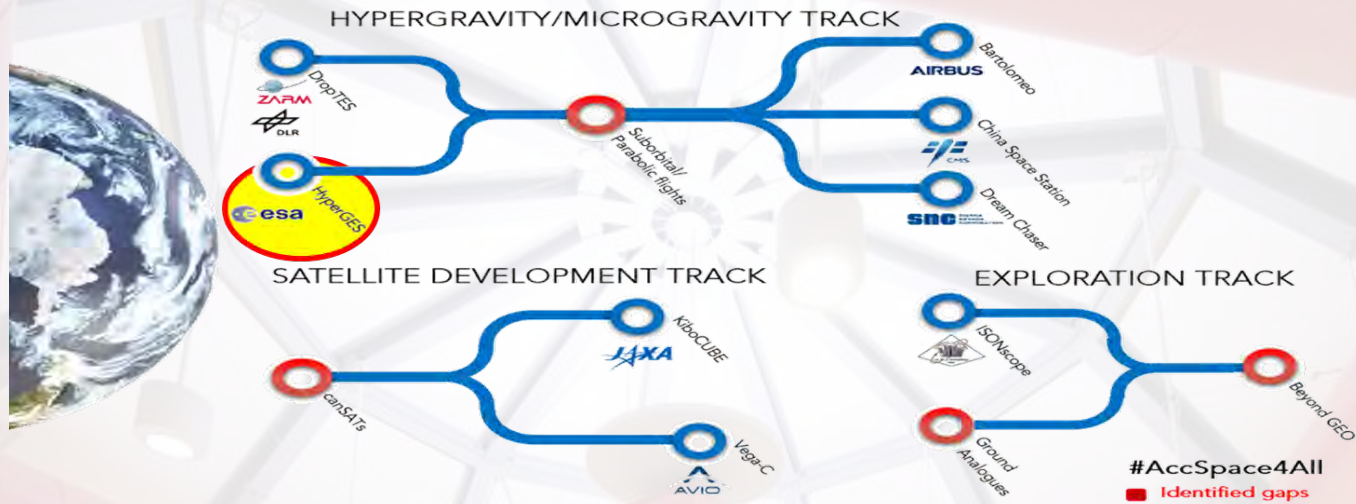 HYPERGRAVITY/MICROGRAVITY TRACK
DropTES
ZARM
DLR
HyperGES
esa
Suborbital/
Parabolic flights
Bartolomeo
AIRBUS
China Space Station
CMS
Dream Chaser
snc
SATELLITE DEVELOPMENT TRACK
canSATs
KiboCUBE
JAXA
Vega-C
AVIO
EXPLORATION TRACK
ISONscope
Ground
Analogues
Beyond GEO
#AccSpace4All
Identified gaps